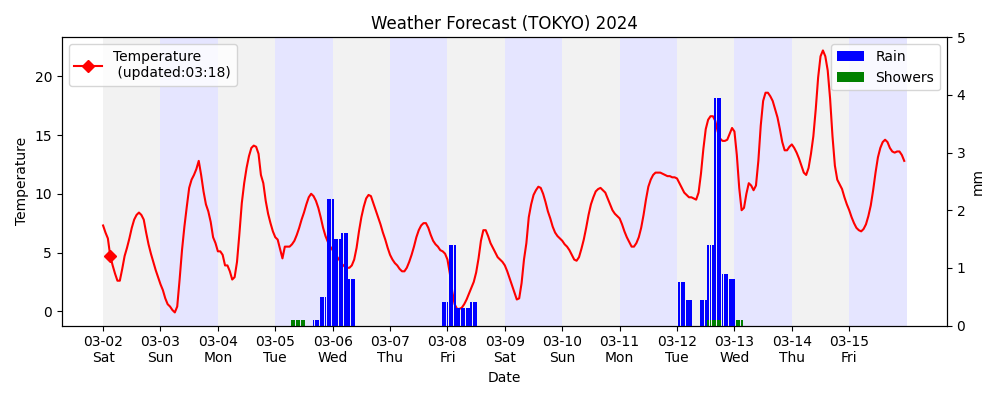 Weather Forecast (TOKYO) 2024
Temperature
(updated:03:18)
Rain
Showers
Temperature
20
15
10
5
0
5
4
3
2
1
0
mm
03-02 03-03 03-04 03-05 03-06 03-07 03-08 03-09 03-10 03-11 03-12 03-13 03-14 03-15
Sat Sun Mon Tue Wed Thu Fri Sat Sun Mon Tue Wed Thu Fri
Date